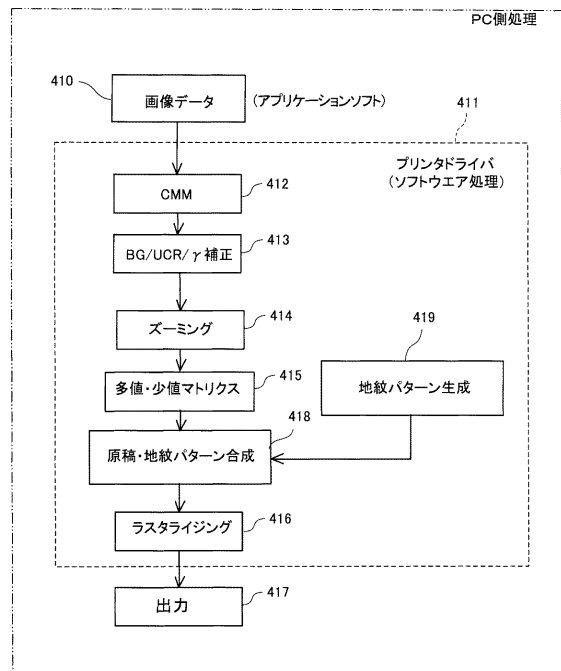 PC側処理
410
画像データ
(アプリケーションソフト)
411
プリンタドライバ
(ソフトウエア処理)
CMM
412
BG/UCR/γ補正
413
ズーミング
414
419
多値・少値マトリクス
415
地紋パターン生成
418
原稿・地紋パターン合成
ラスタライジング
416
出力
417